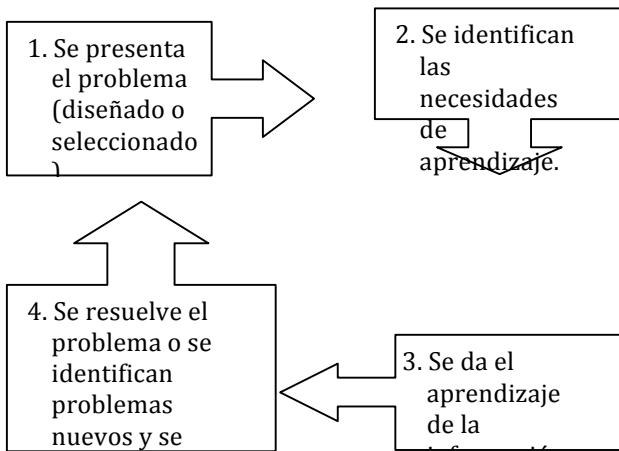 1. Se presenta
el problema
(diseñado o
seleccionado
)
2. Se identifican
las
necesidades
de
aprendizaje.
4. Se resuelve el
problema o se
identifican
problemas
nuevos y se
3. Se da el
aprendizaje
de la